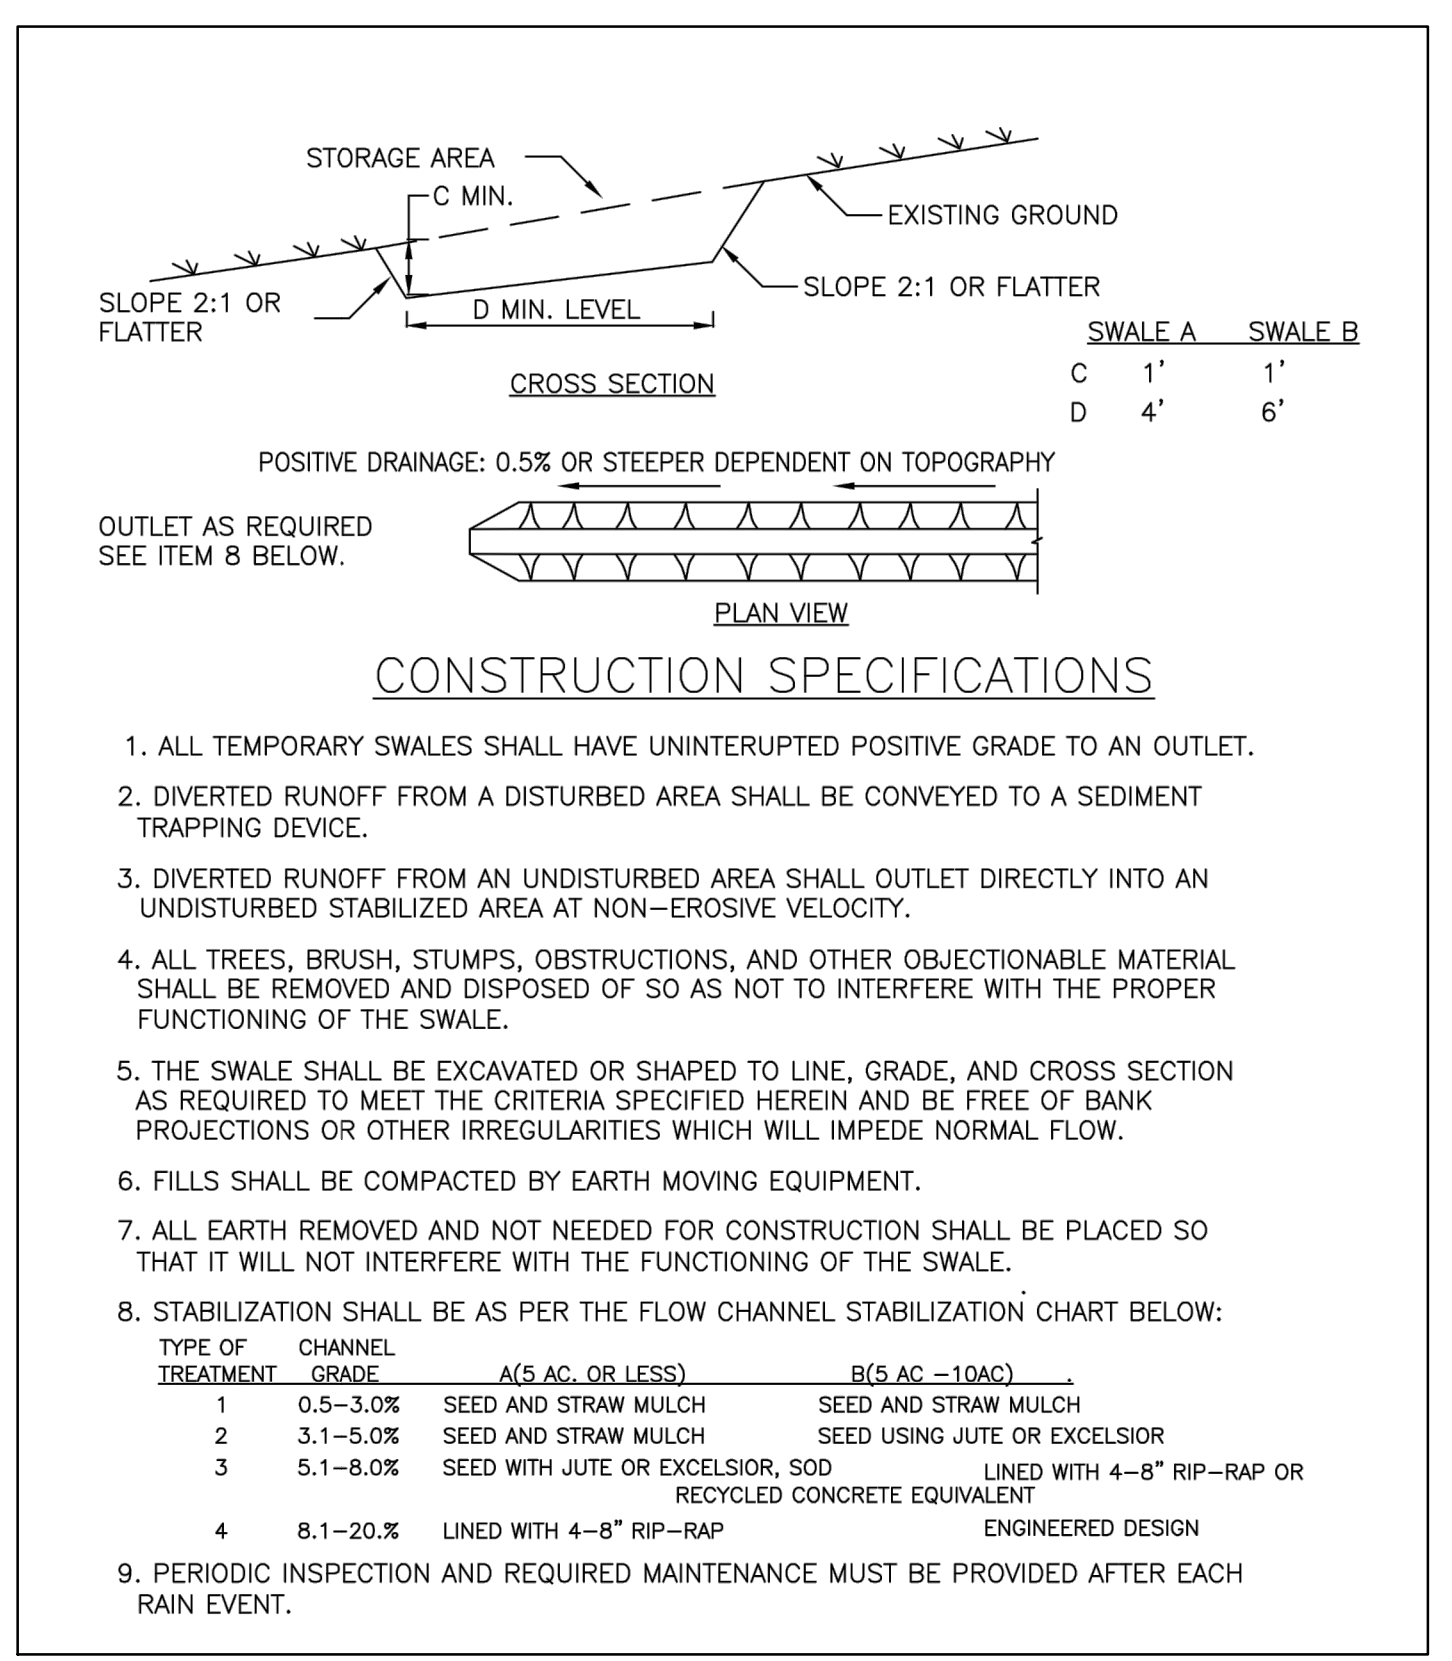 STORAGE AREA
C MIN.
EXISTING GROUND
SLOPE 2:1 OR FLATTER
SLOPE 2:1 OR
FLATTER
D MIN. LEVEL
CROSS SECTION
SWALE A SWALE B
C 1' 1'
D 4' 6'
POSITIVE DRAINAGE: 0.5% OR STEEPER DEPENDENT ON TOPOGRAPHY
OUTLET AS REQUIRED
SEE ITEM 8 BELOW.
PLAN VIEW
CONSTRUCTION SPECIFICATIONS
1. ALL TEMPORARY SWALES SHALL HAVE UNINTERUPTED POSITIVE GRADE TO AN OUTLET.
2. DIVERTED RUNOFF FROM A DISTURBED AREA SHALL BE CONVEYED TO A SEDIMENT
TRAPPING DEVICE.
3. DIVERTED RUNOFF FROM AN UNDISTURBED AREA SHALL OUTLET DIRECTLY INTO AN
UNDISTURBED STABILIZED AREA AT NON-EROSIVE VELOCITY.
4. ALL TREES, BRUSH, STUMPS, OBSTRUCTIONS, AND OTHER OBJECTIONABLE MATERIAL
SHALL BE REMOVED AND DISPOSED OF SO AS NOT TO INTERFERE WITH THE PROPER
FUNCTIONING OF THE SWALE.
5. THE SWALE SHALL BE EXCAVATED OR SHAPED TO LINE, GRADE, AND CROSS SECTION
AS REQUIRED TO MEET THE CRITERIA SPECIFIED HEREIN AND BE FREE OF BANK
PROJECTIONS OR OTHER IRREGULARITIES WHICH WILL IMPEDE NORMAL FLOW.
6. FILLS SHALL BE COMPACTED BY EARTH MOVING EQUIPMENT.
7. ALL EARTH REMOVED AND NOT NEEDED FOR CONSTRUCTION SHALL BE PLACED SO
THAT IT WILL NOT INTERFERE WITH THE FUNCTIONING OF THE SWALE.
8. STABILIZATION SHALL BE AS PER THE FLOW CHANNEL STABILIZATION CHART BELOW:
TYPE OF CHANNEL
TREATMENT GRADE A(5 AC. OR LESS) B(5 AC -10AC) .
1 0.5-3.0% SEED AND STRAW MULCH SEED AND STRAW MULCH
2 3.1-5.0% SEED AND STRAW MULCH SEED USING JUTE OR EXCELSIOR
3 5.1-8.0% SEED WITH JUTE OR EXCELSIOR, SOD LINED WITH 4-8" RIP-RAP OR
RECYCLED CONCRETE EQUIVALENT
4 8.1-20.% LINED WITH 4-8" RIP-RAP ENGINEERED DESIGN
9. PERIODIC INSPECTION AND REQUIRED MAINTENANCE MUST BE PROVIDED AFTER EACH
RAIN EVENT.